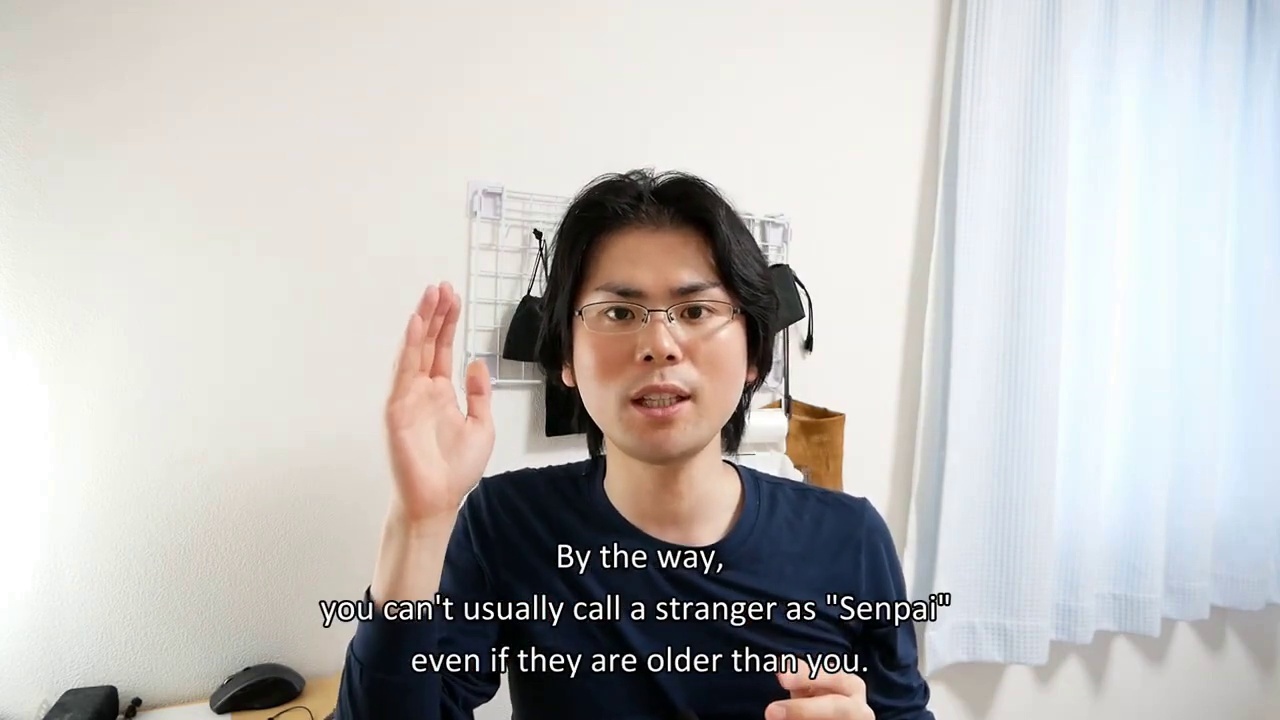 By the way,
you can't usually call a stranger as "Senpai"
even if they are older than you.